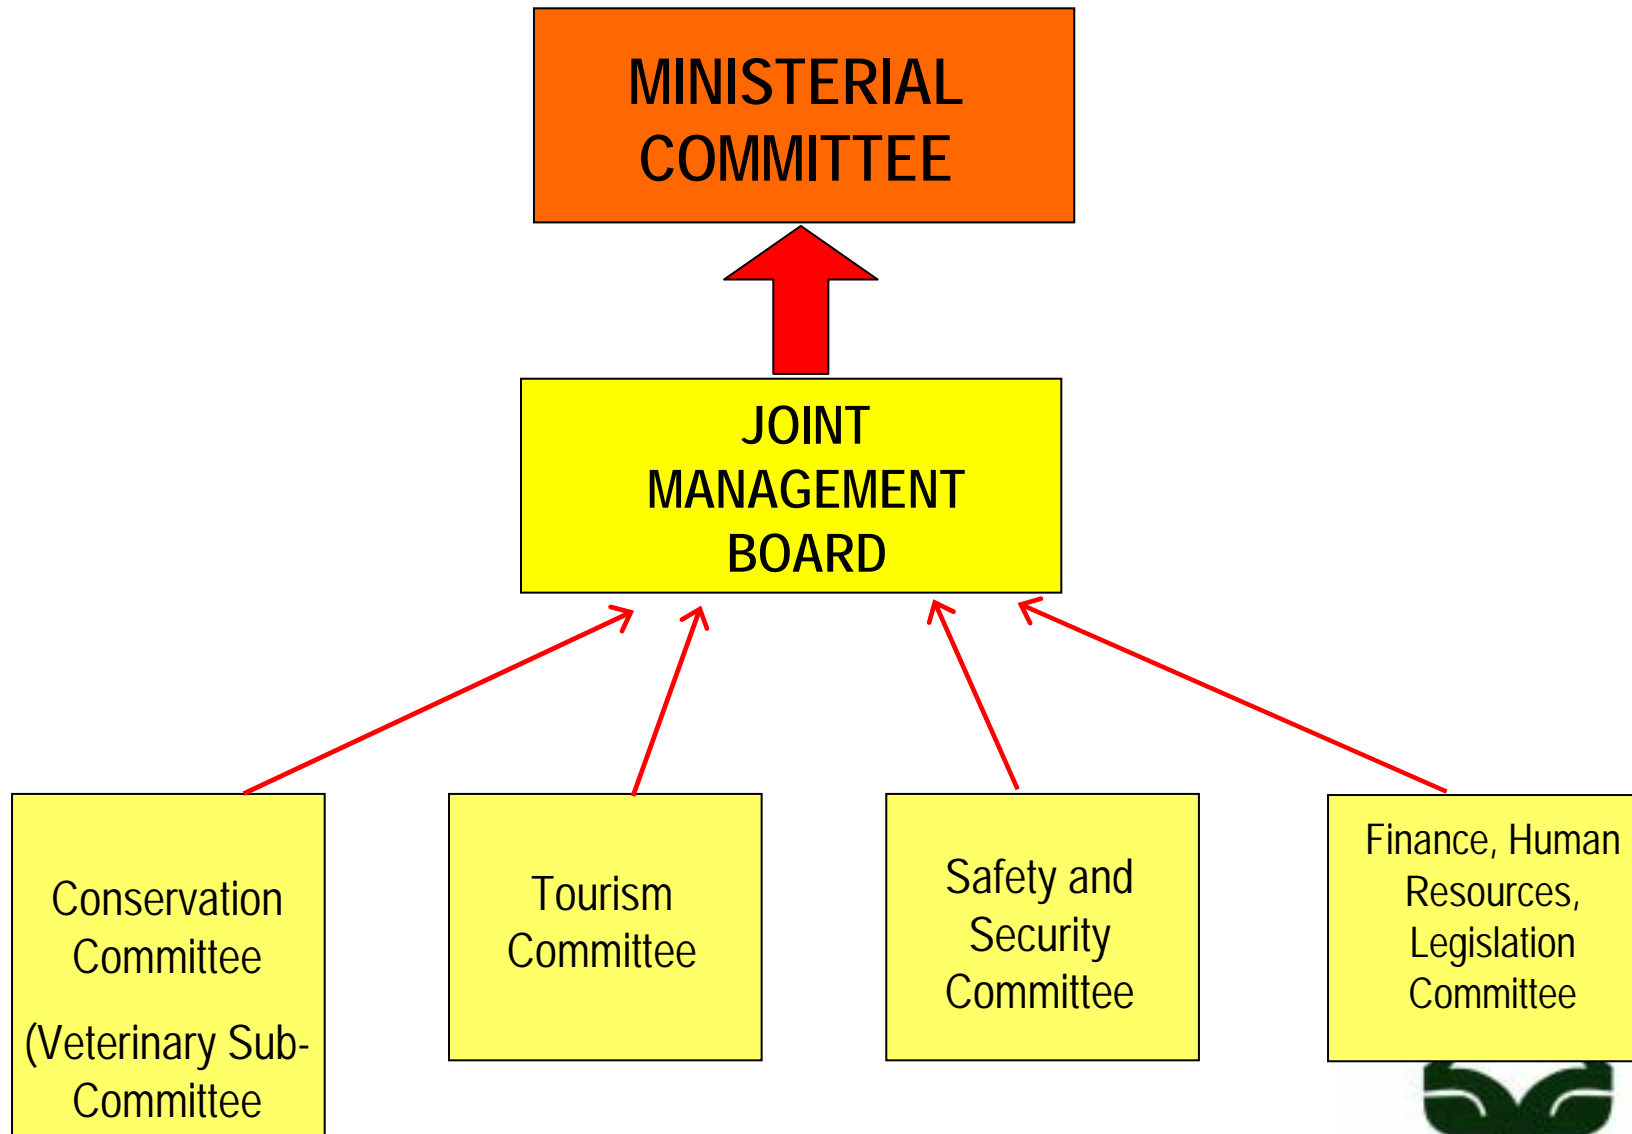 MINISTERIAL
COMMITTEE
JOINT
MANAGEMENT
BOARD
Conservation
Committee
(Veterinary Sub-
Committee
Tourism
Committee
Safety and
Security
Committee
Finance, Human
Resources,
Legislation
Committee